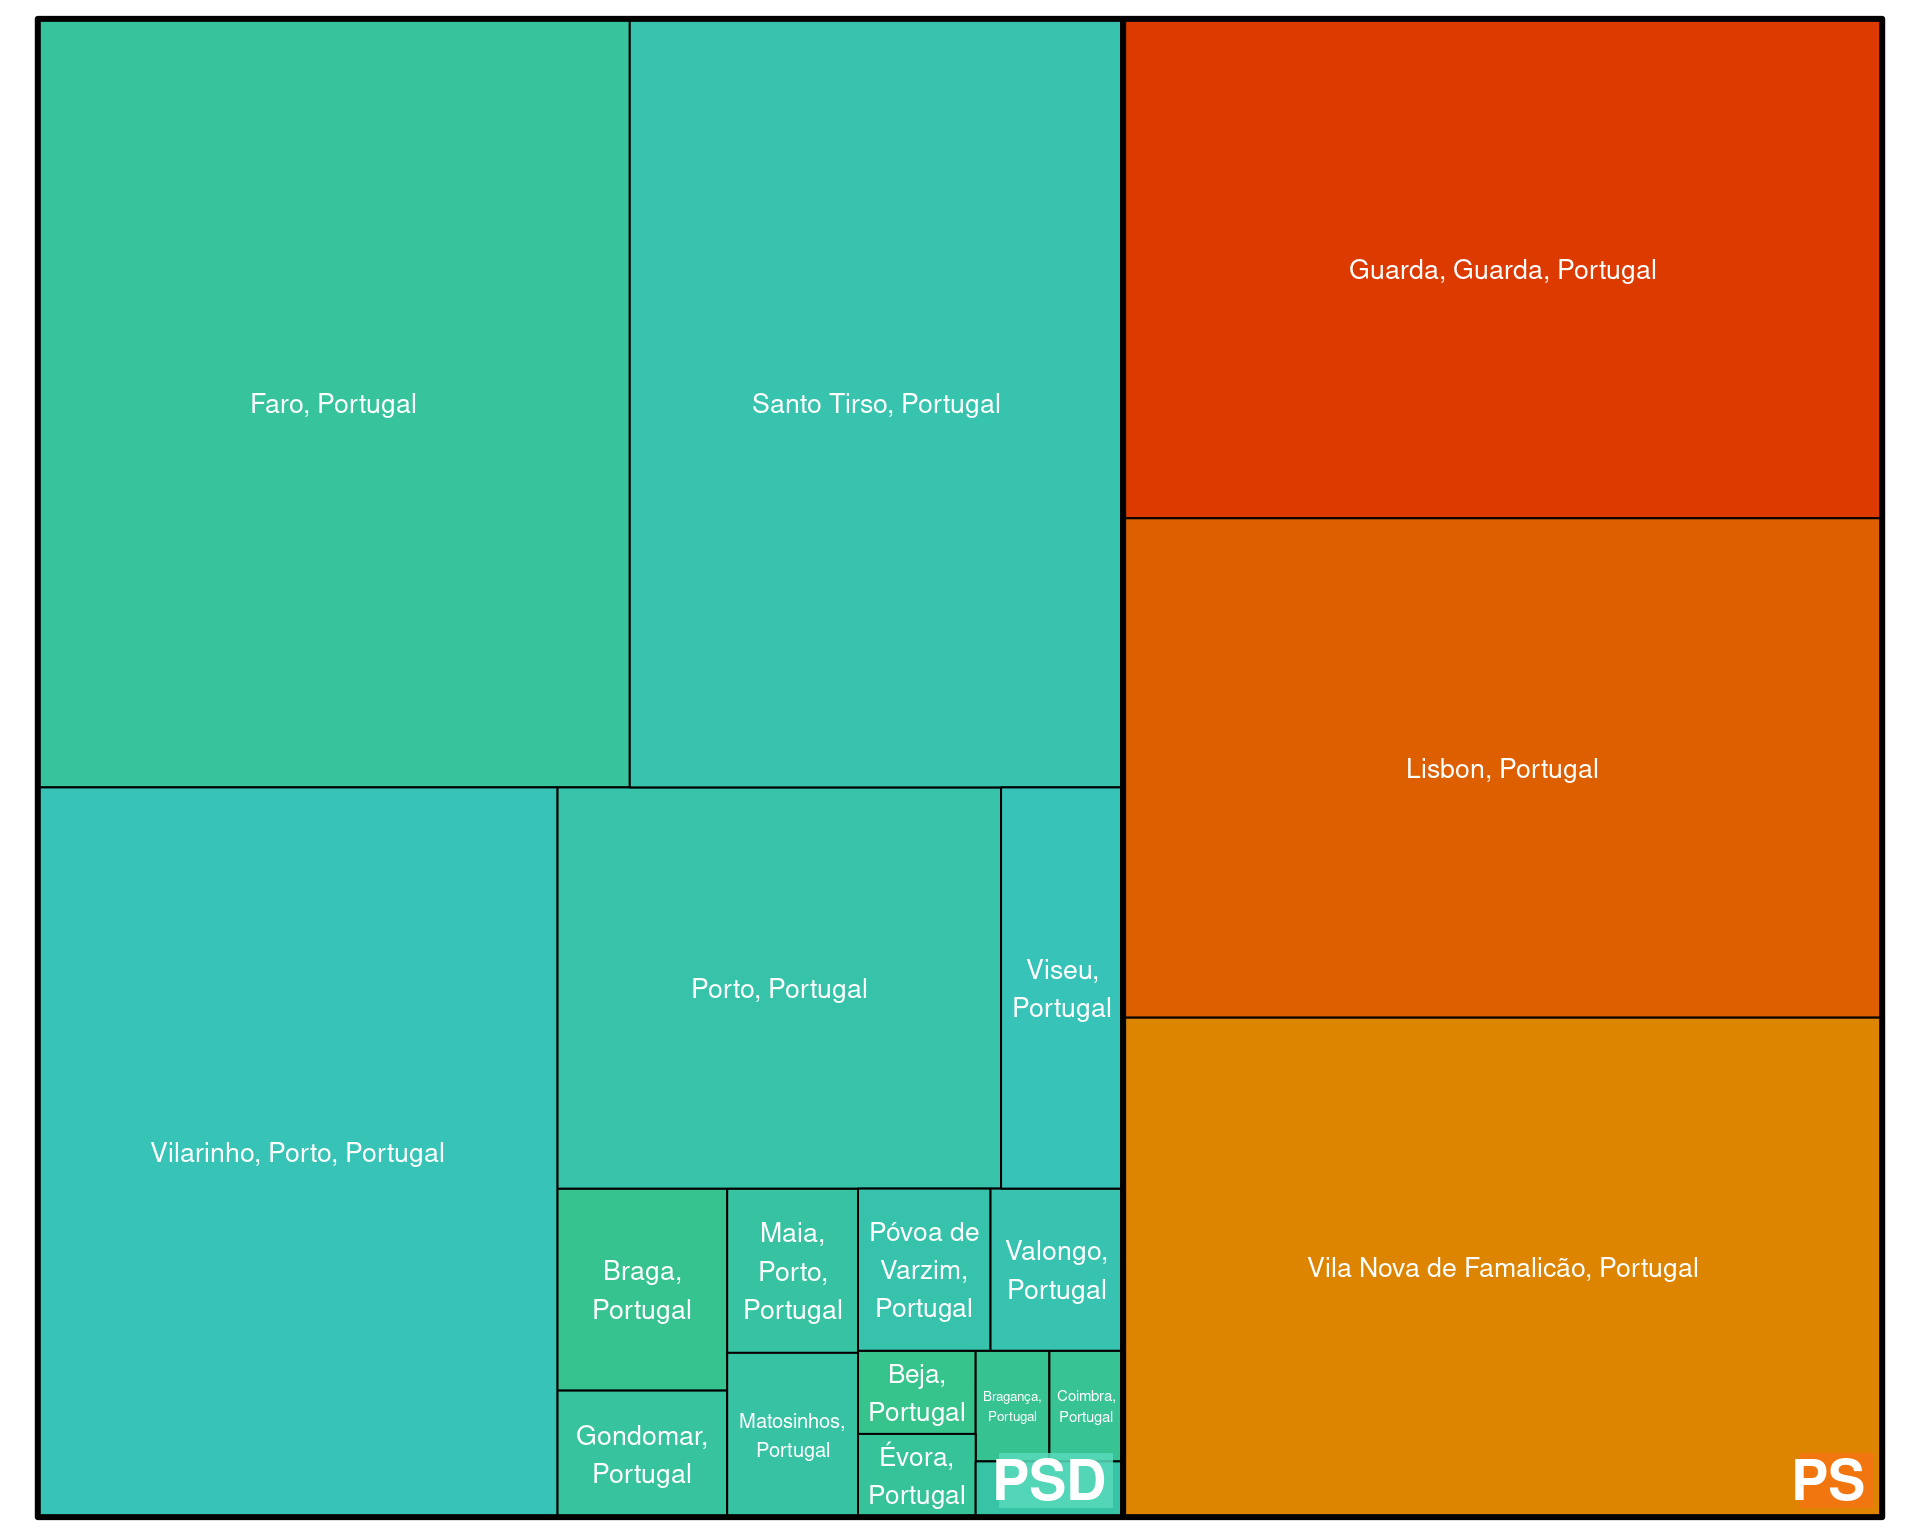 Faro, Portugal
Santo Tirso, Portugal
Guarda, Guarda, Portugal
Lisbon, Portugal
Vila Nova de Famalicão, Portugal
Vilarinho, Porto, Portugal
Porto, Portugal
Viseu,
Portugal
Braga,
Portugal
Maia,
Porto,
Portugal
Póvoa de
Varzim,
Portugal
Valongo,
Portugal
Gondomar,
Portugal
Matosinhos,
Portugal
Beja,
Portugal
Bragança,
Portugal
Coimbra,
Portugal
Évora,
Portugal
PSD
PS